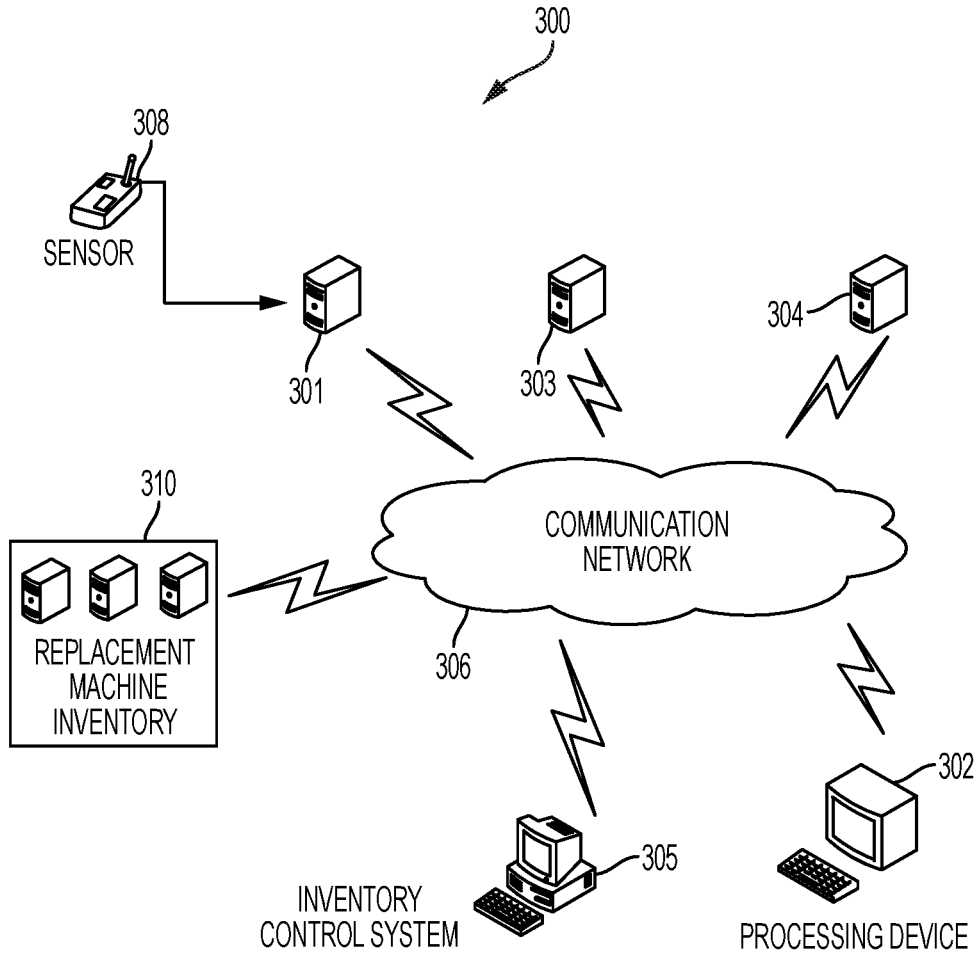 300
308
SENSOR
301
303
304
310
REPLACEMENT
MACHINE
INVENTORY
COMMUNICATION
NETWORK
306
302
305
INVENTORY
CONTROL SYSTEM
PROCESSING DEVICE